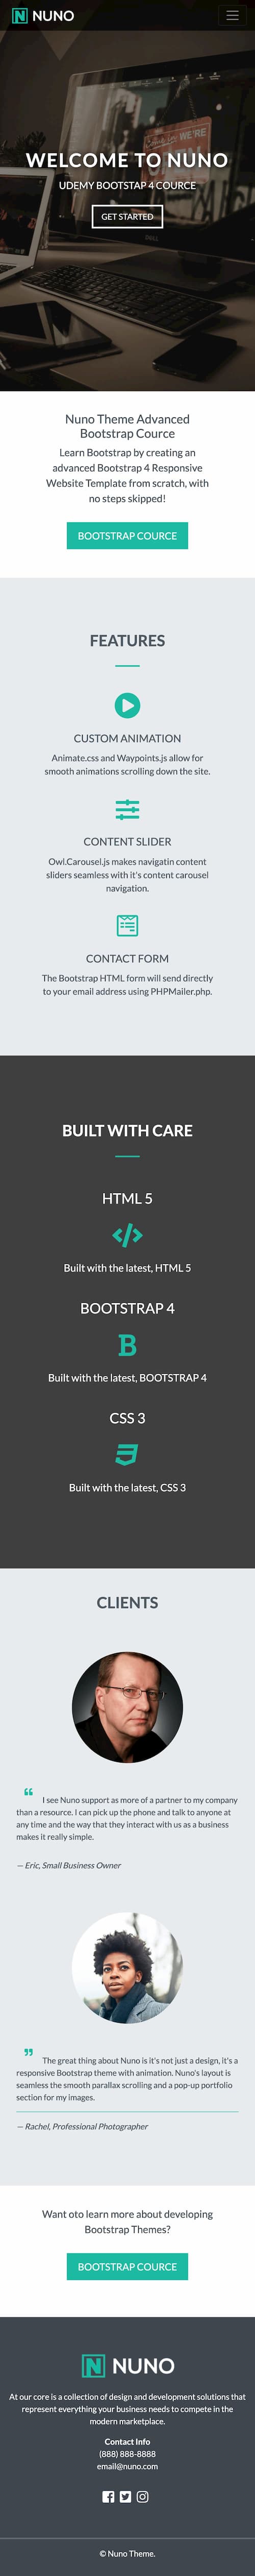 NUNO
WE'RE
WELCOME TO NUNO
UDEMY BOOTSTAP 4 COURCE
GET STARTED
DELL
Nuno Theme Advanced
Bootstrap Cource
Learn Bootstrap by creating an
advanced Bootstrap 4 Responsive
Website Template from scratch, with
no steps skipped!
BOOTSTRAP COURCE
FEATURES
CUSTOM ANIMATION
Animate.css and Waypoints.js allow for
smooth animations scrolling down the site.
CONTENT SLIDER
Owl.Carousel.js makes navigatin content
sliders seamless with it's content carousel
navigation.
CONTACT FORM
The Bootstrap HTML form will send directly
to your email address using PHPMailer.php.
BUILT WITH CARE
HTML 5
Built with the latest, HTML 5
BOOTSTRAP 4
B
Built with the latest, BOOTSTRAP 4
CSS 3
Built with the latest, CSS 3
CLIENTS
“ I see Nuno support as more of a partner to my company
than a resource. I can pick up the phone and talk to anyone at
any time and the way that they interact with us as a business
makes it really simple.
— Eric, Small Business Owner
” The great thing about Nuno is it's not just a design, it's a
responsive Bootstrap theme with animation. Nuno's layout is
seamless the smooth parallax scrolling and a pop-up portfolio
section for my images.
— Rachel, Professional Photographer
Want oto learn more about developing
Bootstrap Themes?
BOOTSTRAP COURCE
NUNO
At our core is a collection of design and development solutions that
represent everything your business needs to compete in the
modern marketplace.
Contact Info
(888) 888-8888
email@nuno.com
© Nuno Theme.